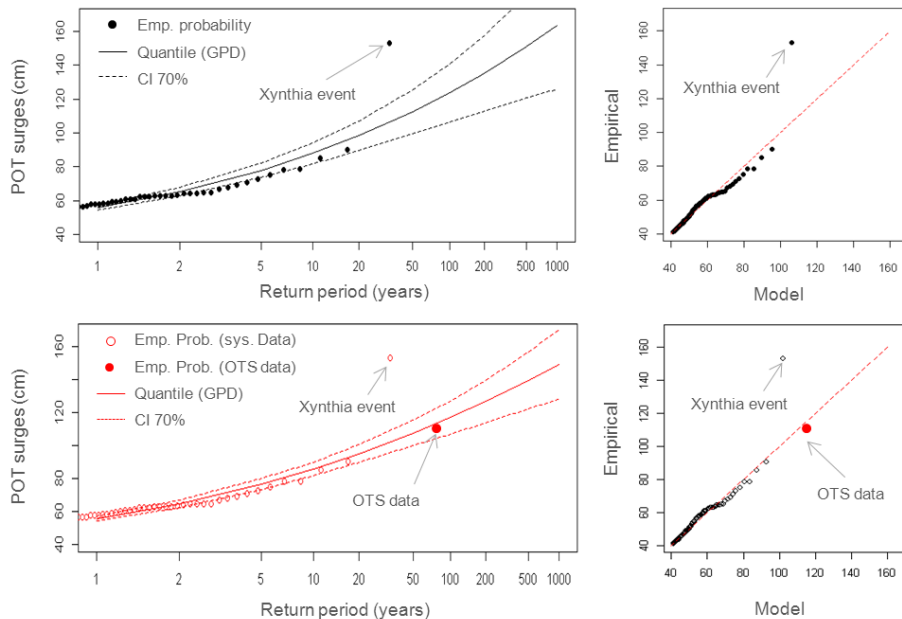 Emp. probability
Quantile (GPD)
CI 70%
Xynthia event
POT surges (cm)
40 60 80 100 120 140 160
1 2 5 10 20 50 100 200 500 1000
Return period (years)
Xynthia event
Empirical
40 60 80 100 120 140 160
40 60 80 100 120 140 160
Model
Emp. Prob. (sys. Data)
Emp. Prob. (OTS data)
Quantile (GPD)
CI 70%
Xynthia event
OTS data
POT surges (cm)
40 60 80 120 160
1 2 5 10 20 50 100 200 500 1000
Return period (years)
Xynthia event
OTS data
Empirical
40 60 80 100 120 160
40 60 80 100 120 140 160
Model